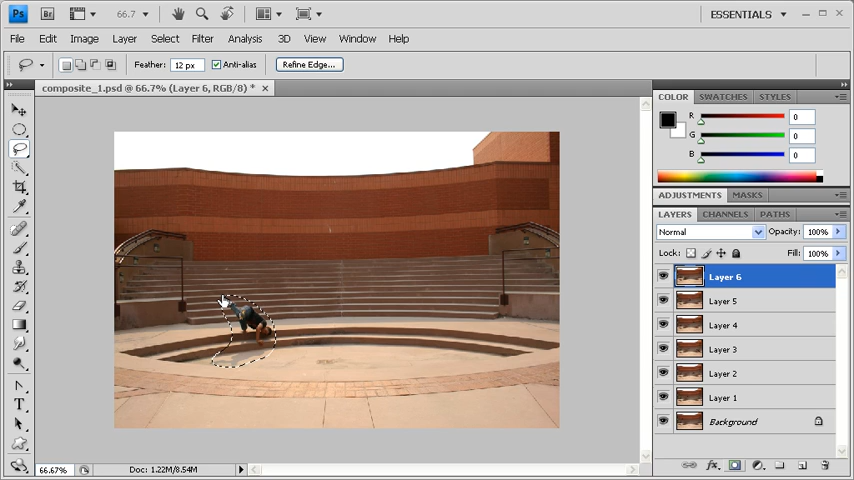 Ps Br 66.7 ESSENTIALS
File Edit Image Layer Select Filter Analysis 3D View Window Help
Feather: 12 px Anti-alias Refine Edge...
composite_1.psd @ 66.7% (Layer 6, RGB/8) *
COLOR SWATCHES STYLES
R 0
G 0
B 0
ADJUSTMENTS MASKS
LAYERS CHANNELS PATHS
Normal Opacity: 100%
Lock: Fill: 100%
Layer 6
Layer 5
Layer 4
Layer 3
Layer 2
Layer 1
Background
fx
T
66.67% Doc: 1.22M/8.54M